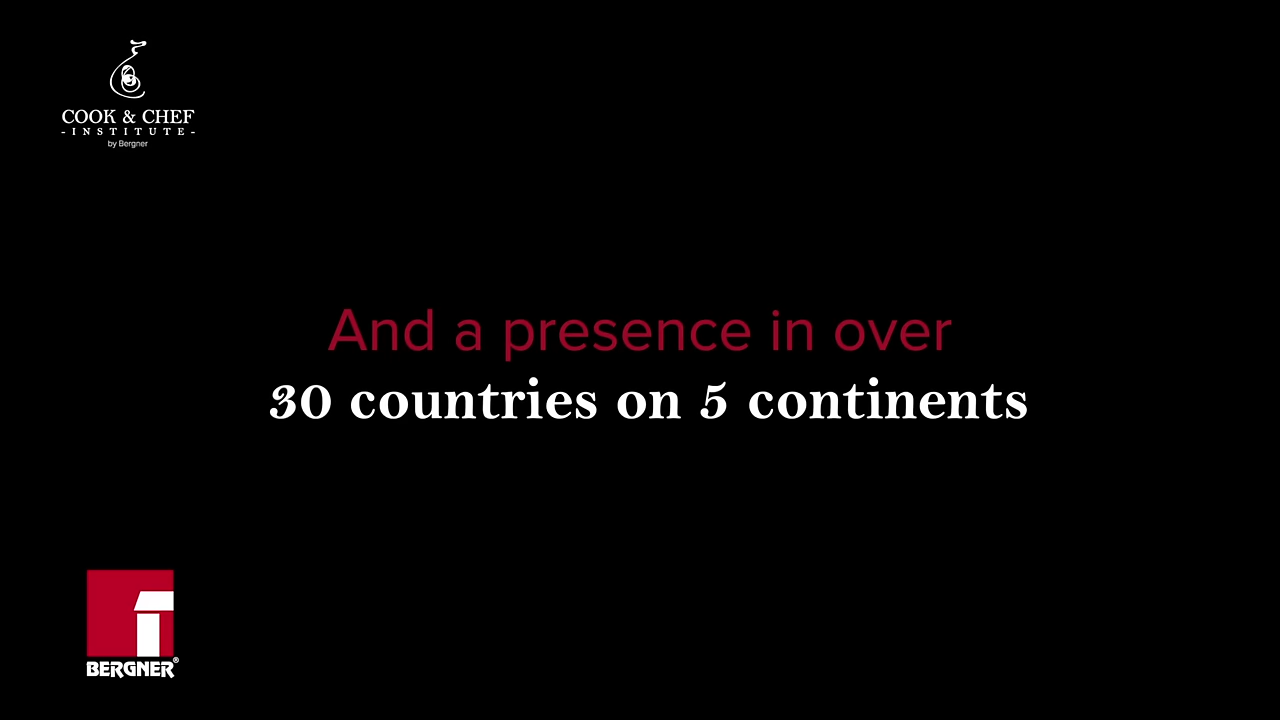 COOK & CHEF
- INSTITUTE -
by Bergner
And a presence in over
30 countries on 5 continents
BERGNER®